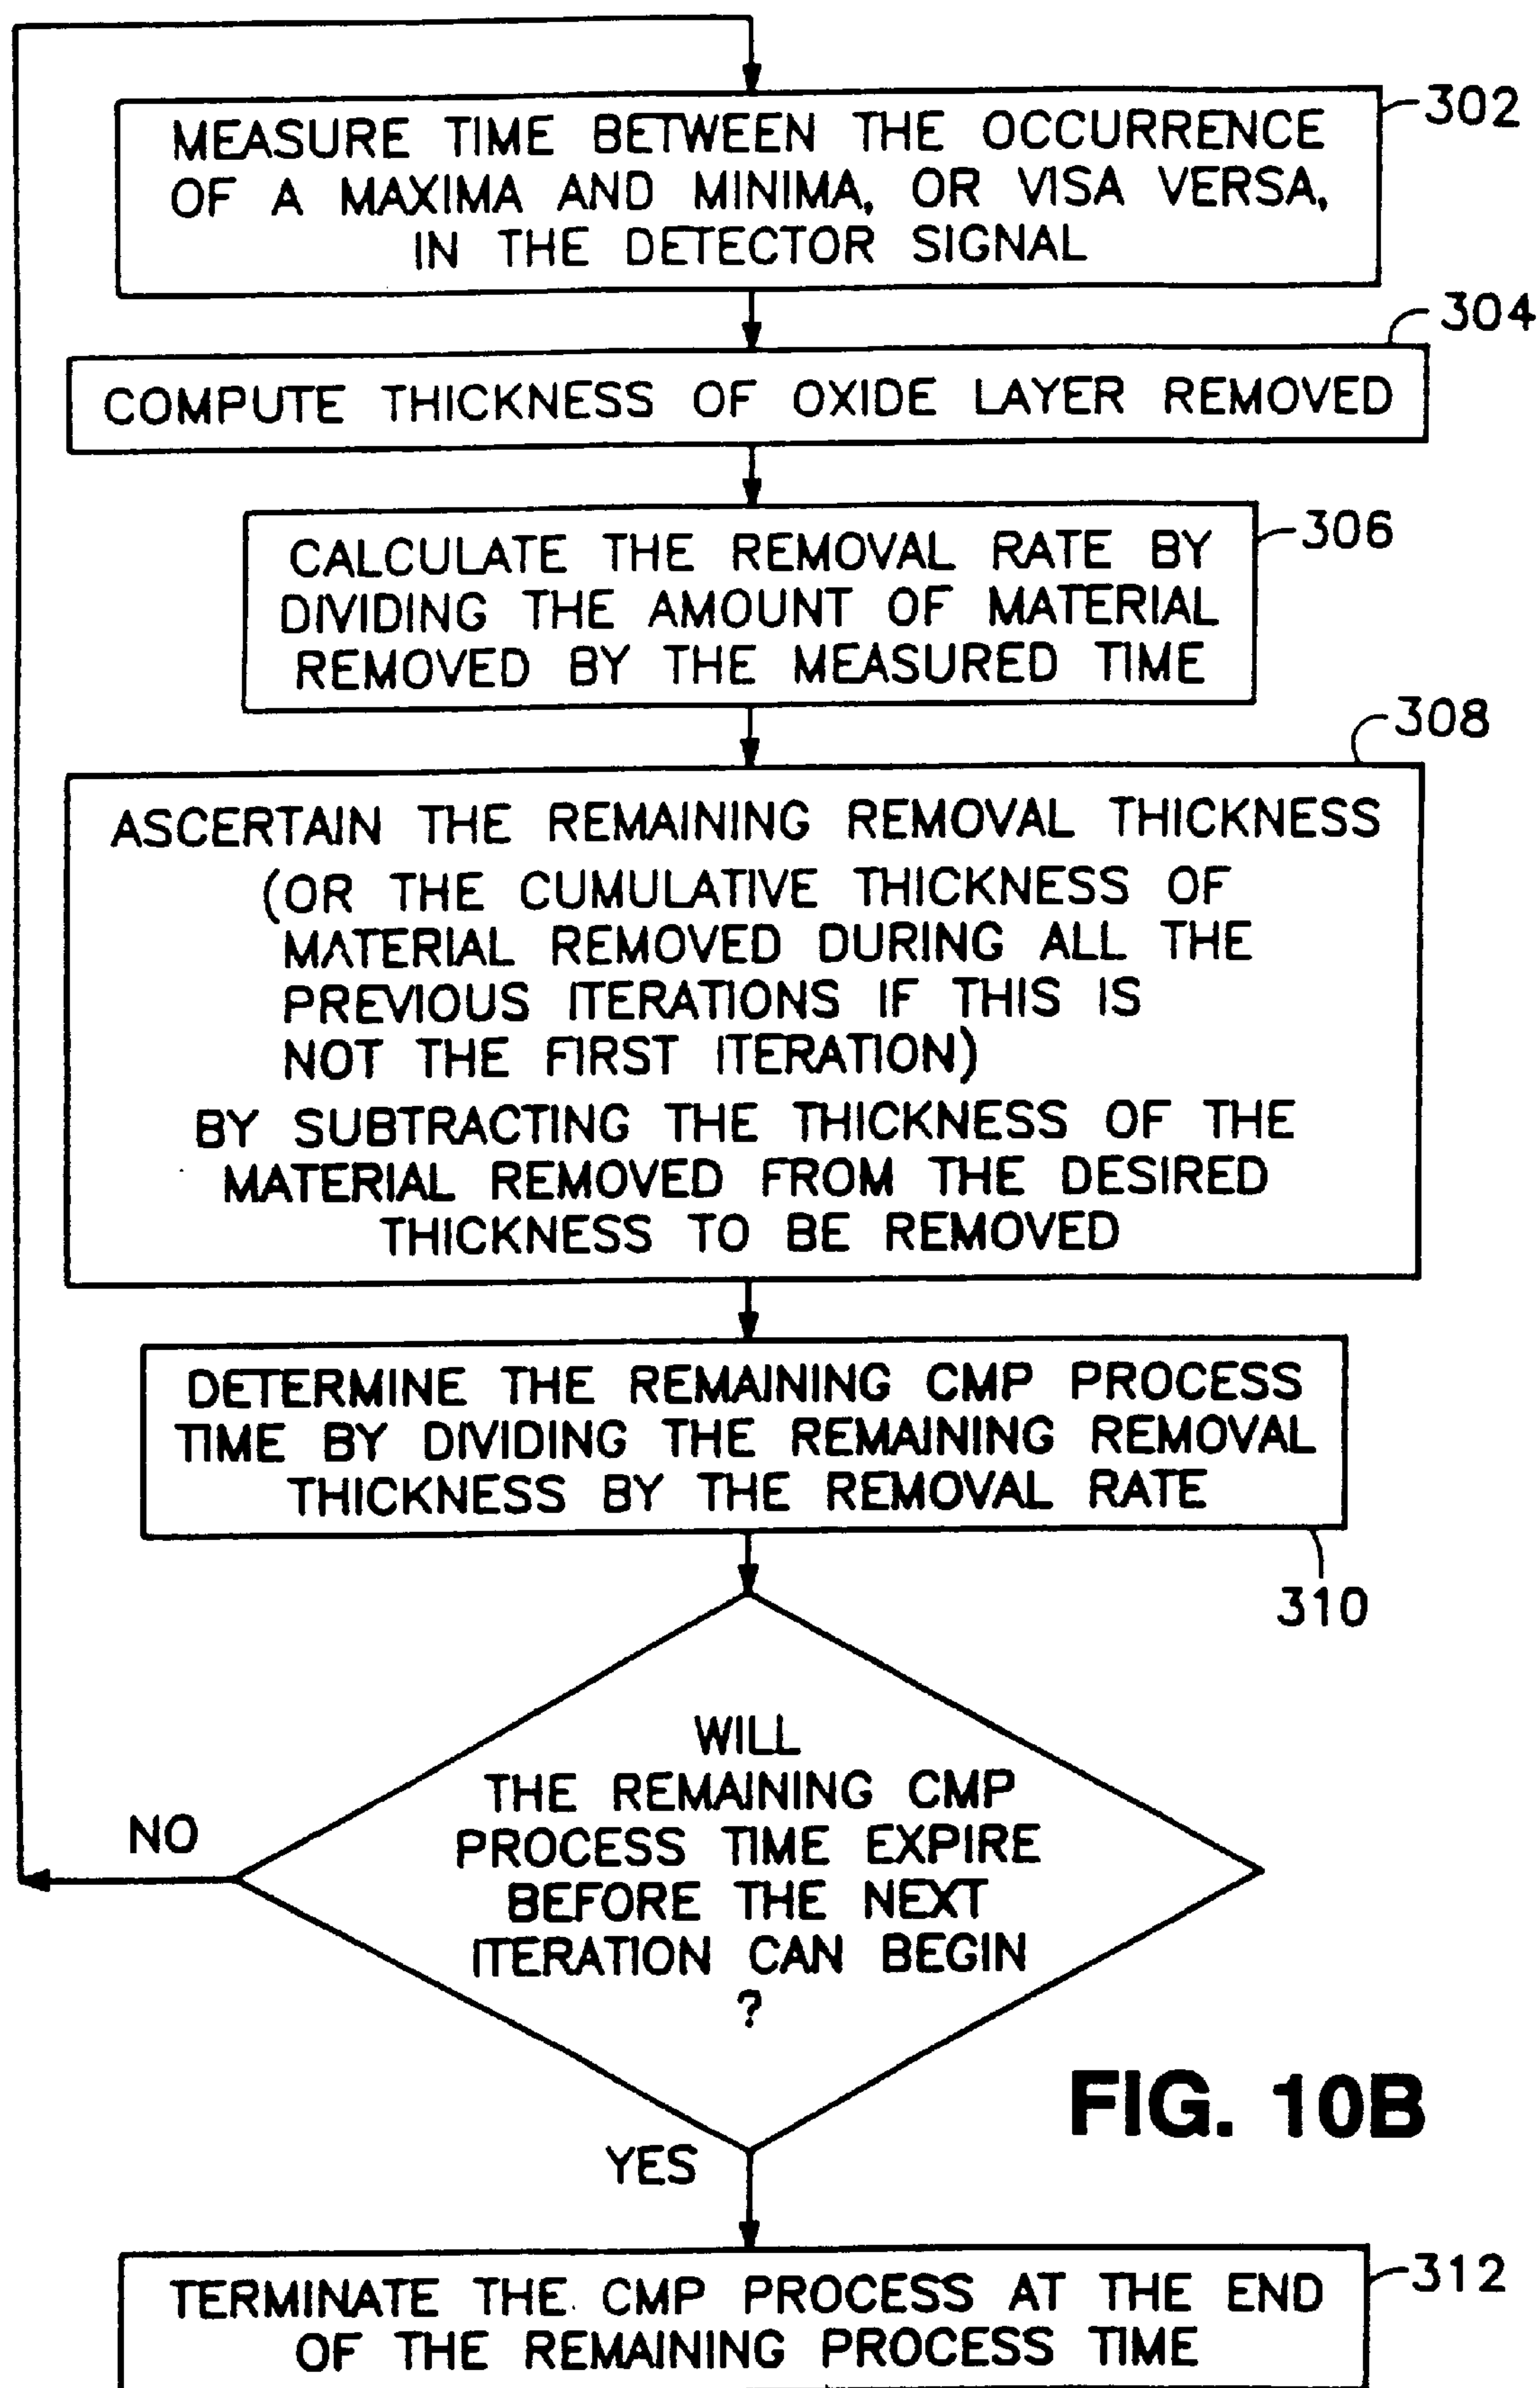 302
MEASURE TIME BETWEEN THE OCCURRENCE
OF A MAXIMA AND MINIMA, OR VISA VERSA,
IN THE DETECTOR SIGNAL
304
COMPUTE THICKNESS OF OXIDE LAYER REMOVED
306
CALCULATE THE REMOVAL RATE BY
DIVIDING THE AMOUNT OF MATERIAL
REMOVED BY THE MEASURED TIME
308
ASCERTAIN THE REMAINING REMOVAL THICKNESS
(OR THE CUMULATIVE THICKNESS OF
MATERIAL REMOVED DURING ALL THE
PREVIOUS ITERATIONS IF THIS IS
NOT THE FIRST ITERATION)
BY SUBTRACTING THE THICKNESS OF THE
MATERIAL REMOVED FROM THE DESIRED
THICKNESS TO BE REMOVED
DETERMINE THE REMAINING CMP PROCESS
TIME BY DIVIDING THE REMAINING REMOVAL
THICKNESS BY THE REMOVAL RATE
310
WILL
THE REMAINING CMP
PROCESS TIME EXPIRE
BEFORE THE NEXT
ITERATION CAN BEGIN
?
NO
FIG. 10B
YES
312
TERMINATE THE CMP PROCESS AT THE END
OF THE REMAINING PROCESS TIME